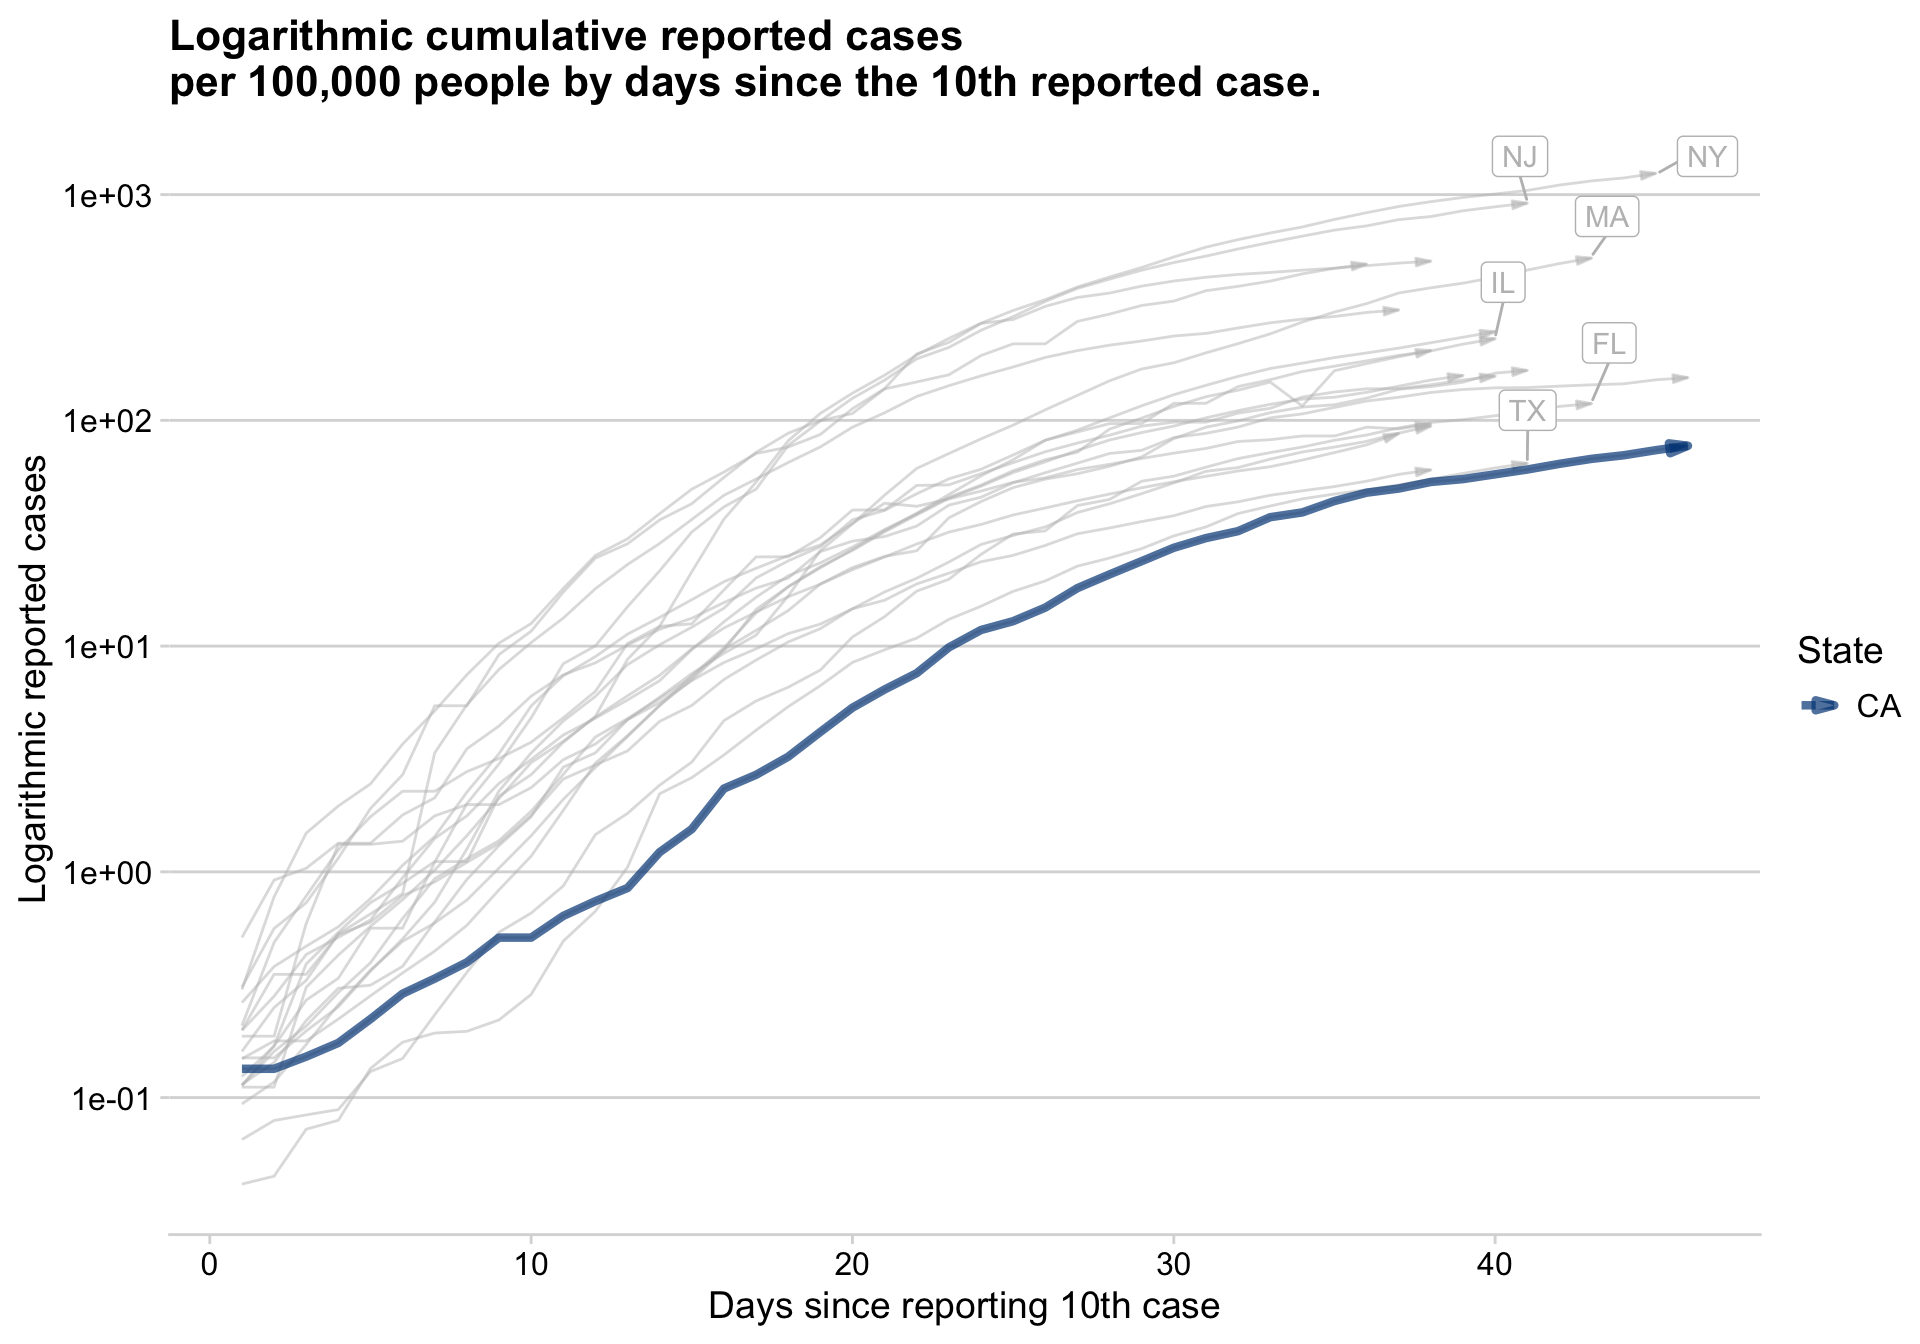 Logarithmic cumulative reported cases
per 100,000 people by days since the 10th reported case.
NJ
NY
1e+03
MA
IL
FL
1e+02
TX
Logarithmic reported cases
1e+01
State
CA
1e+00
1e-01
0 10 20 30 40
Days since reporting 10th case